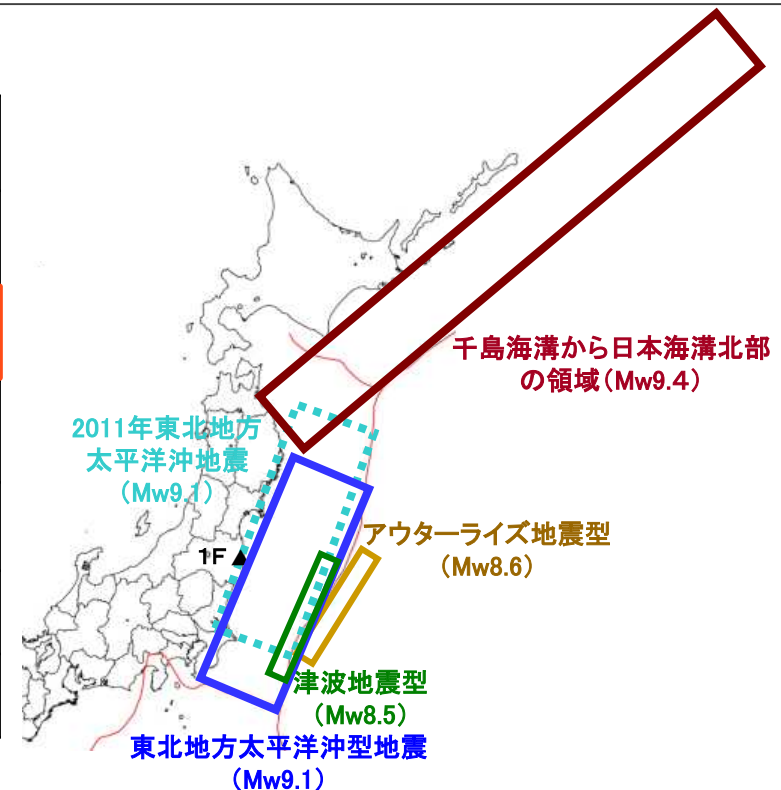 千島海溝から日本海溝北部
の領域(Mw9.4)
2011年東北地方
太平洋沖地震
(Mw9.1)
アウターライズ地震型
(Mw8.6)
1F
津波地震型
(Mw8.5)
東北地方太平洋沖型地震
(Mw9.1)